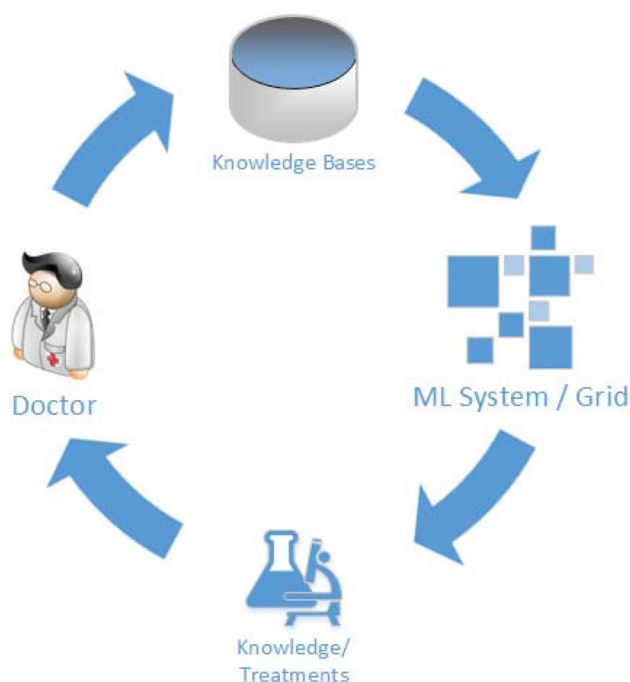 Knowledge Bases
Doctor
ML System / Grid
Knowledge/
Treatments